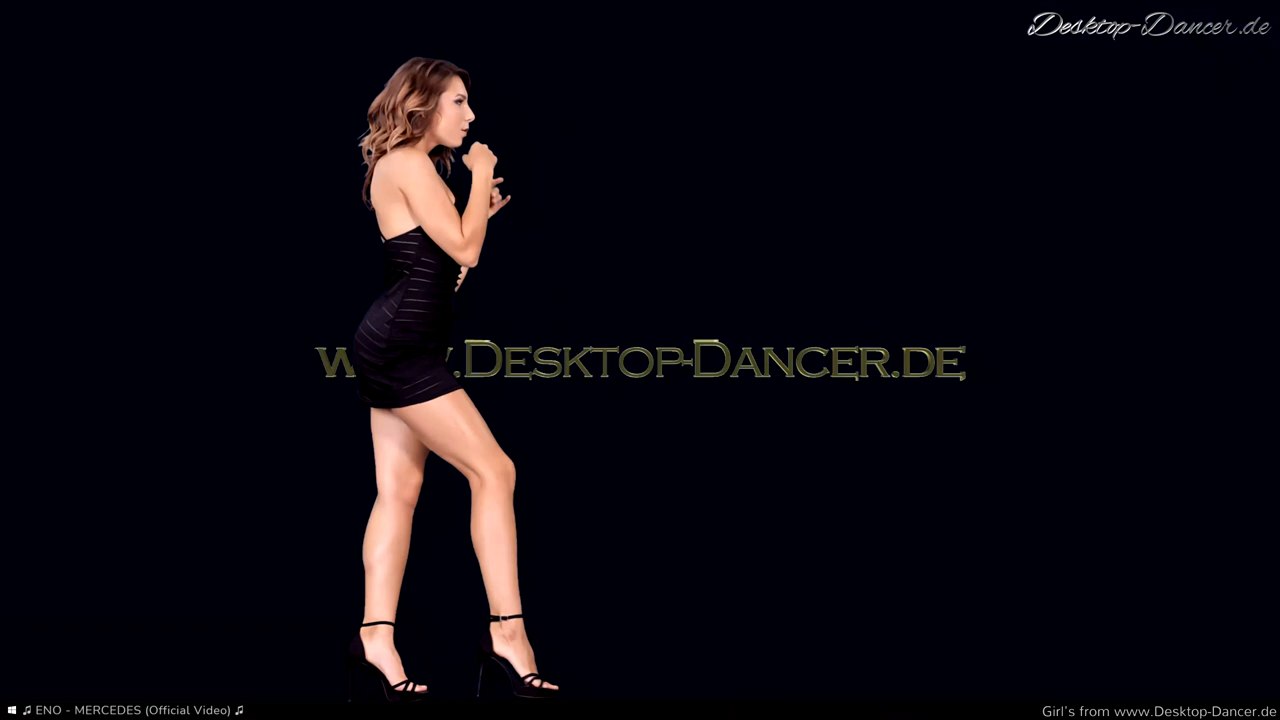 Desktop-Dancer.de
w.Desktop-Dancer.de
♫ ENO - MERCEDES (Official Video) ♫
Girl's from www.Desktop-Dancer.de